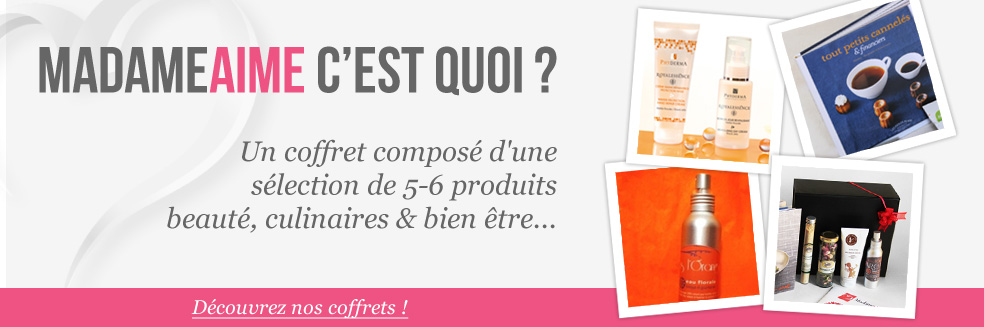 MADAMEAIME C'EST QUOI ?
Un coffret composé d'une
sélection de 5-6 produits
beauté, culinaires & bien être...
Découvrez nos coffrets !
tout petits cannelés
& financiers